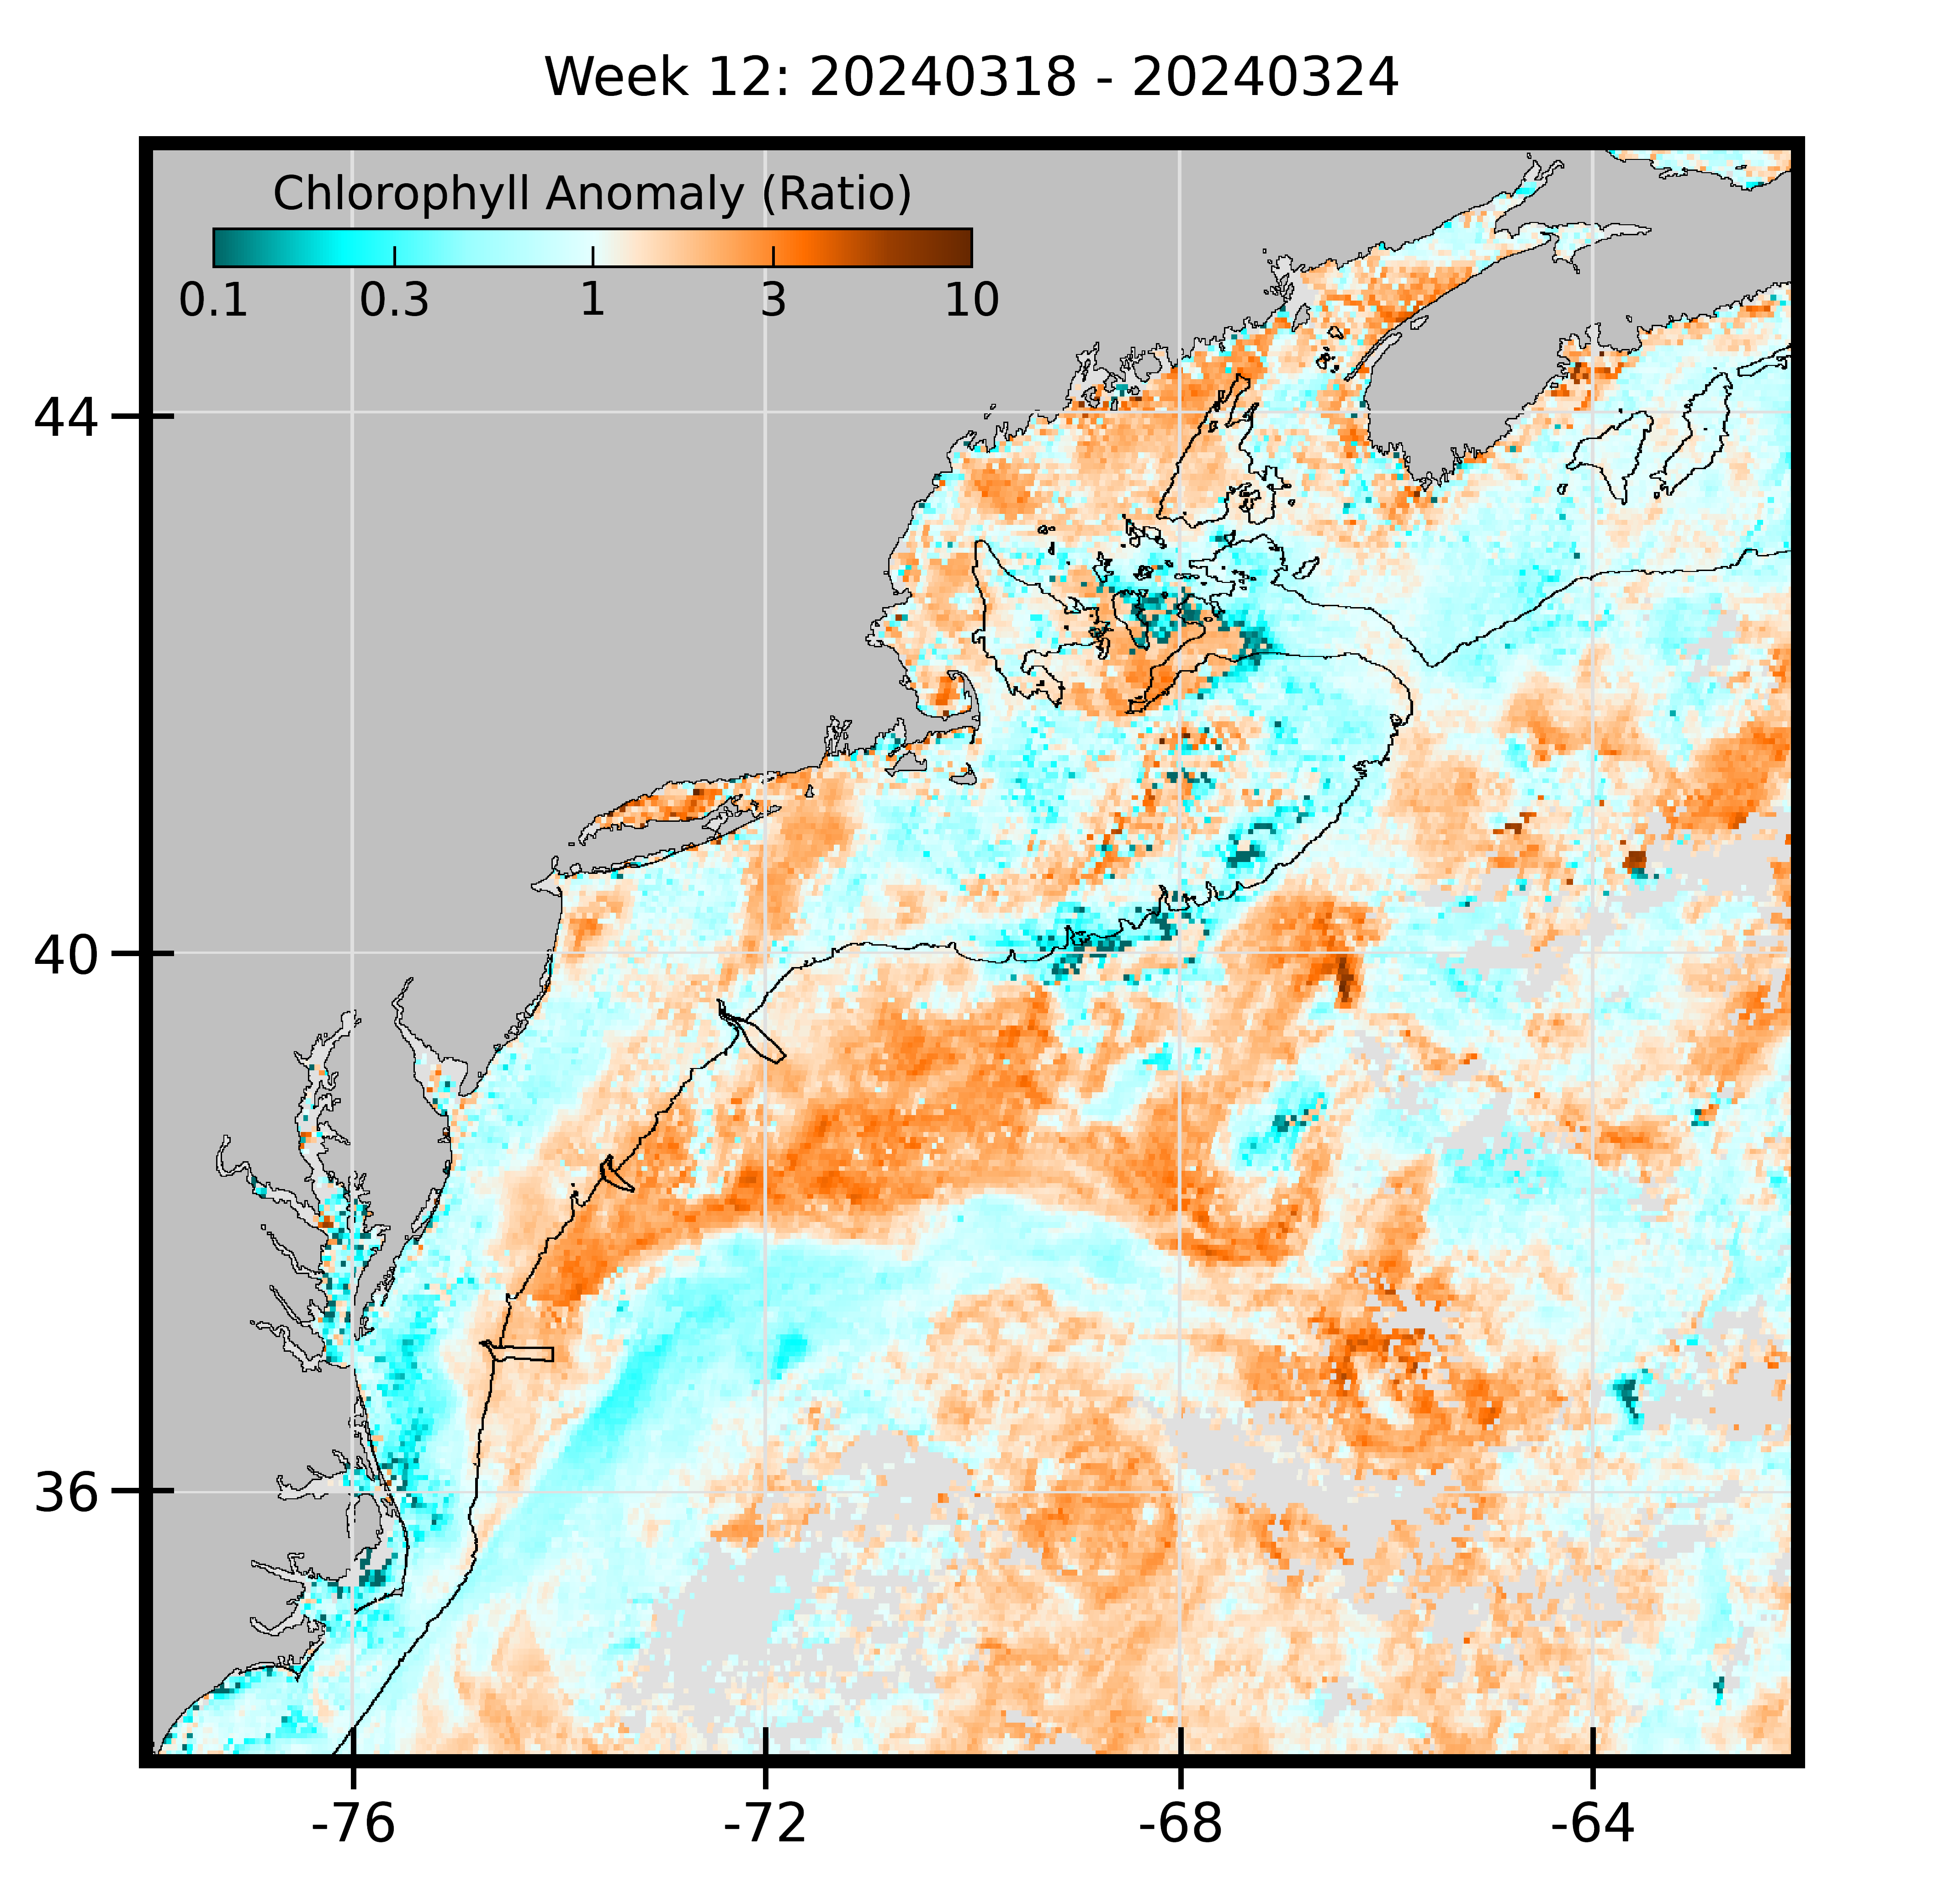 Week 12: 20240318 - 20240324
Chlorophyll Anomaly (Ratio)
0.1 0.3 1 3 10
44
40
36
-76 -72 -68 -64